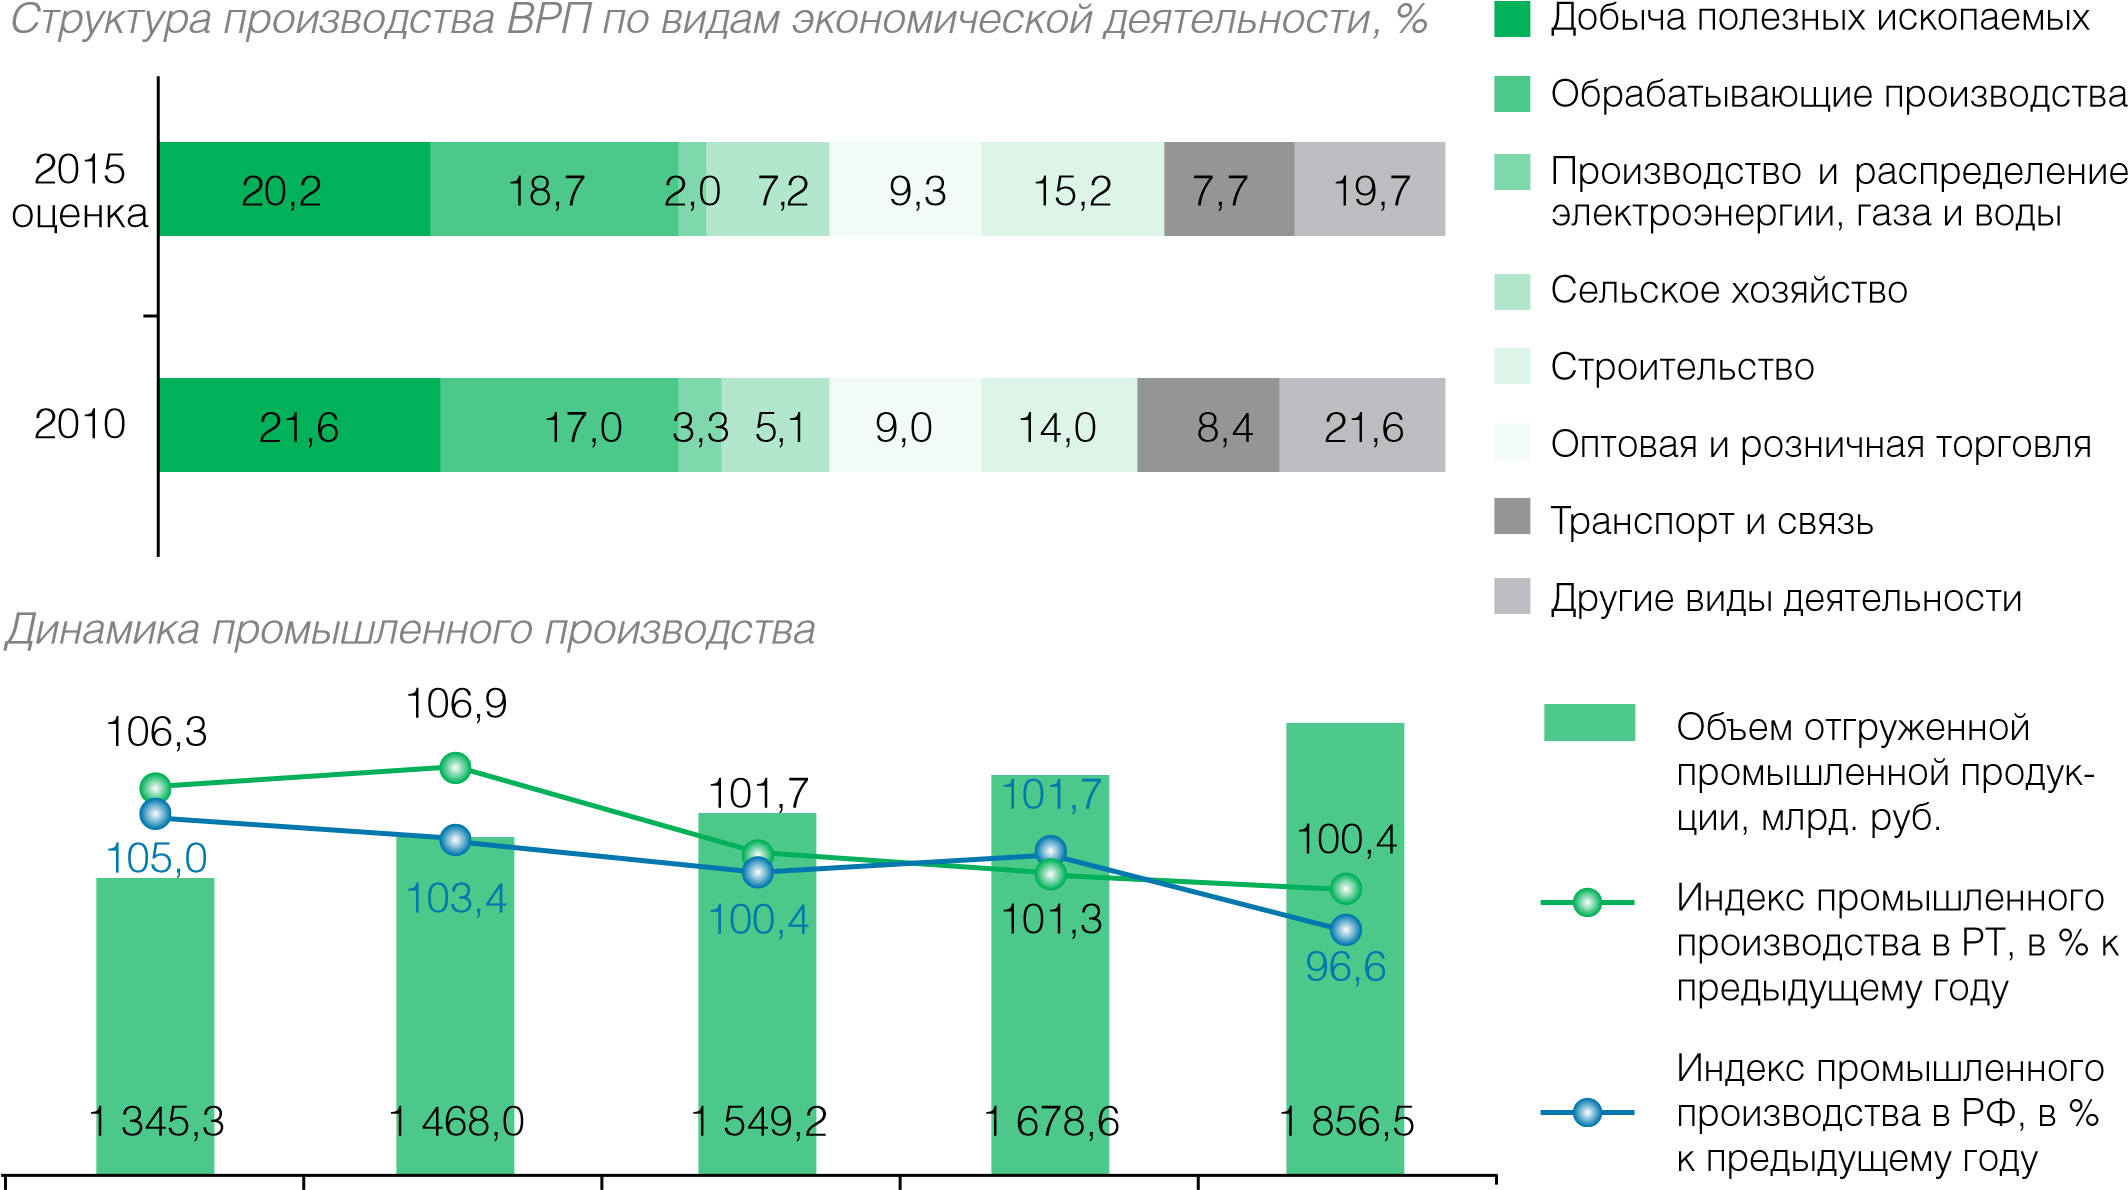 Структура производства ВРП по видам экономической деятельности, %
2015
оценка
20,2
18,7
2,0
7,2
9,3
15,2
7,7
19,7
2010
21,6
17,0
3,3
5,1
9,0
14,0
8,4
21,6
Добыча полезных ископаемых
Обрабатывающие производства
Производство и распределение
электроэнергии, газа и воды
Сельское хозяйство
Строительство
Оптовая и розничная торговля
Транспорт и связь
Другие виды деятельности
Динамика промышленного производства
106,3
106,9
101,7
101,7
100,4
105,0
103,4
100,4
101,3
96,6
1 345,3
1 468,0
1 549,2
1 678,6
1 856,5
Объем отгруженной
промышленной продук-
ции, млрд. руб.
Индекс промышленного
производства в РТ, в % к
предыдущему году
Индекс промышленного
производства в РФ, в %
к предыдущему году